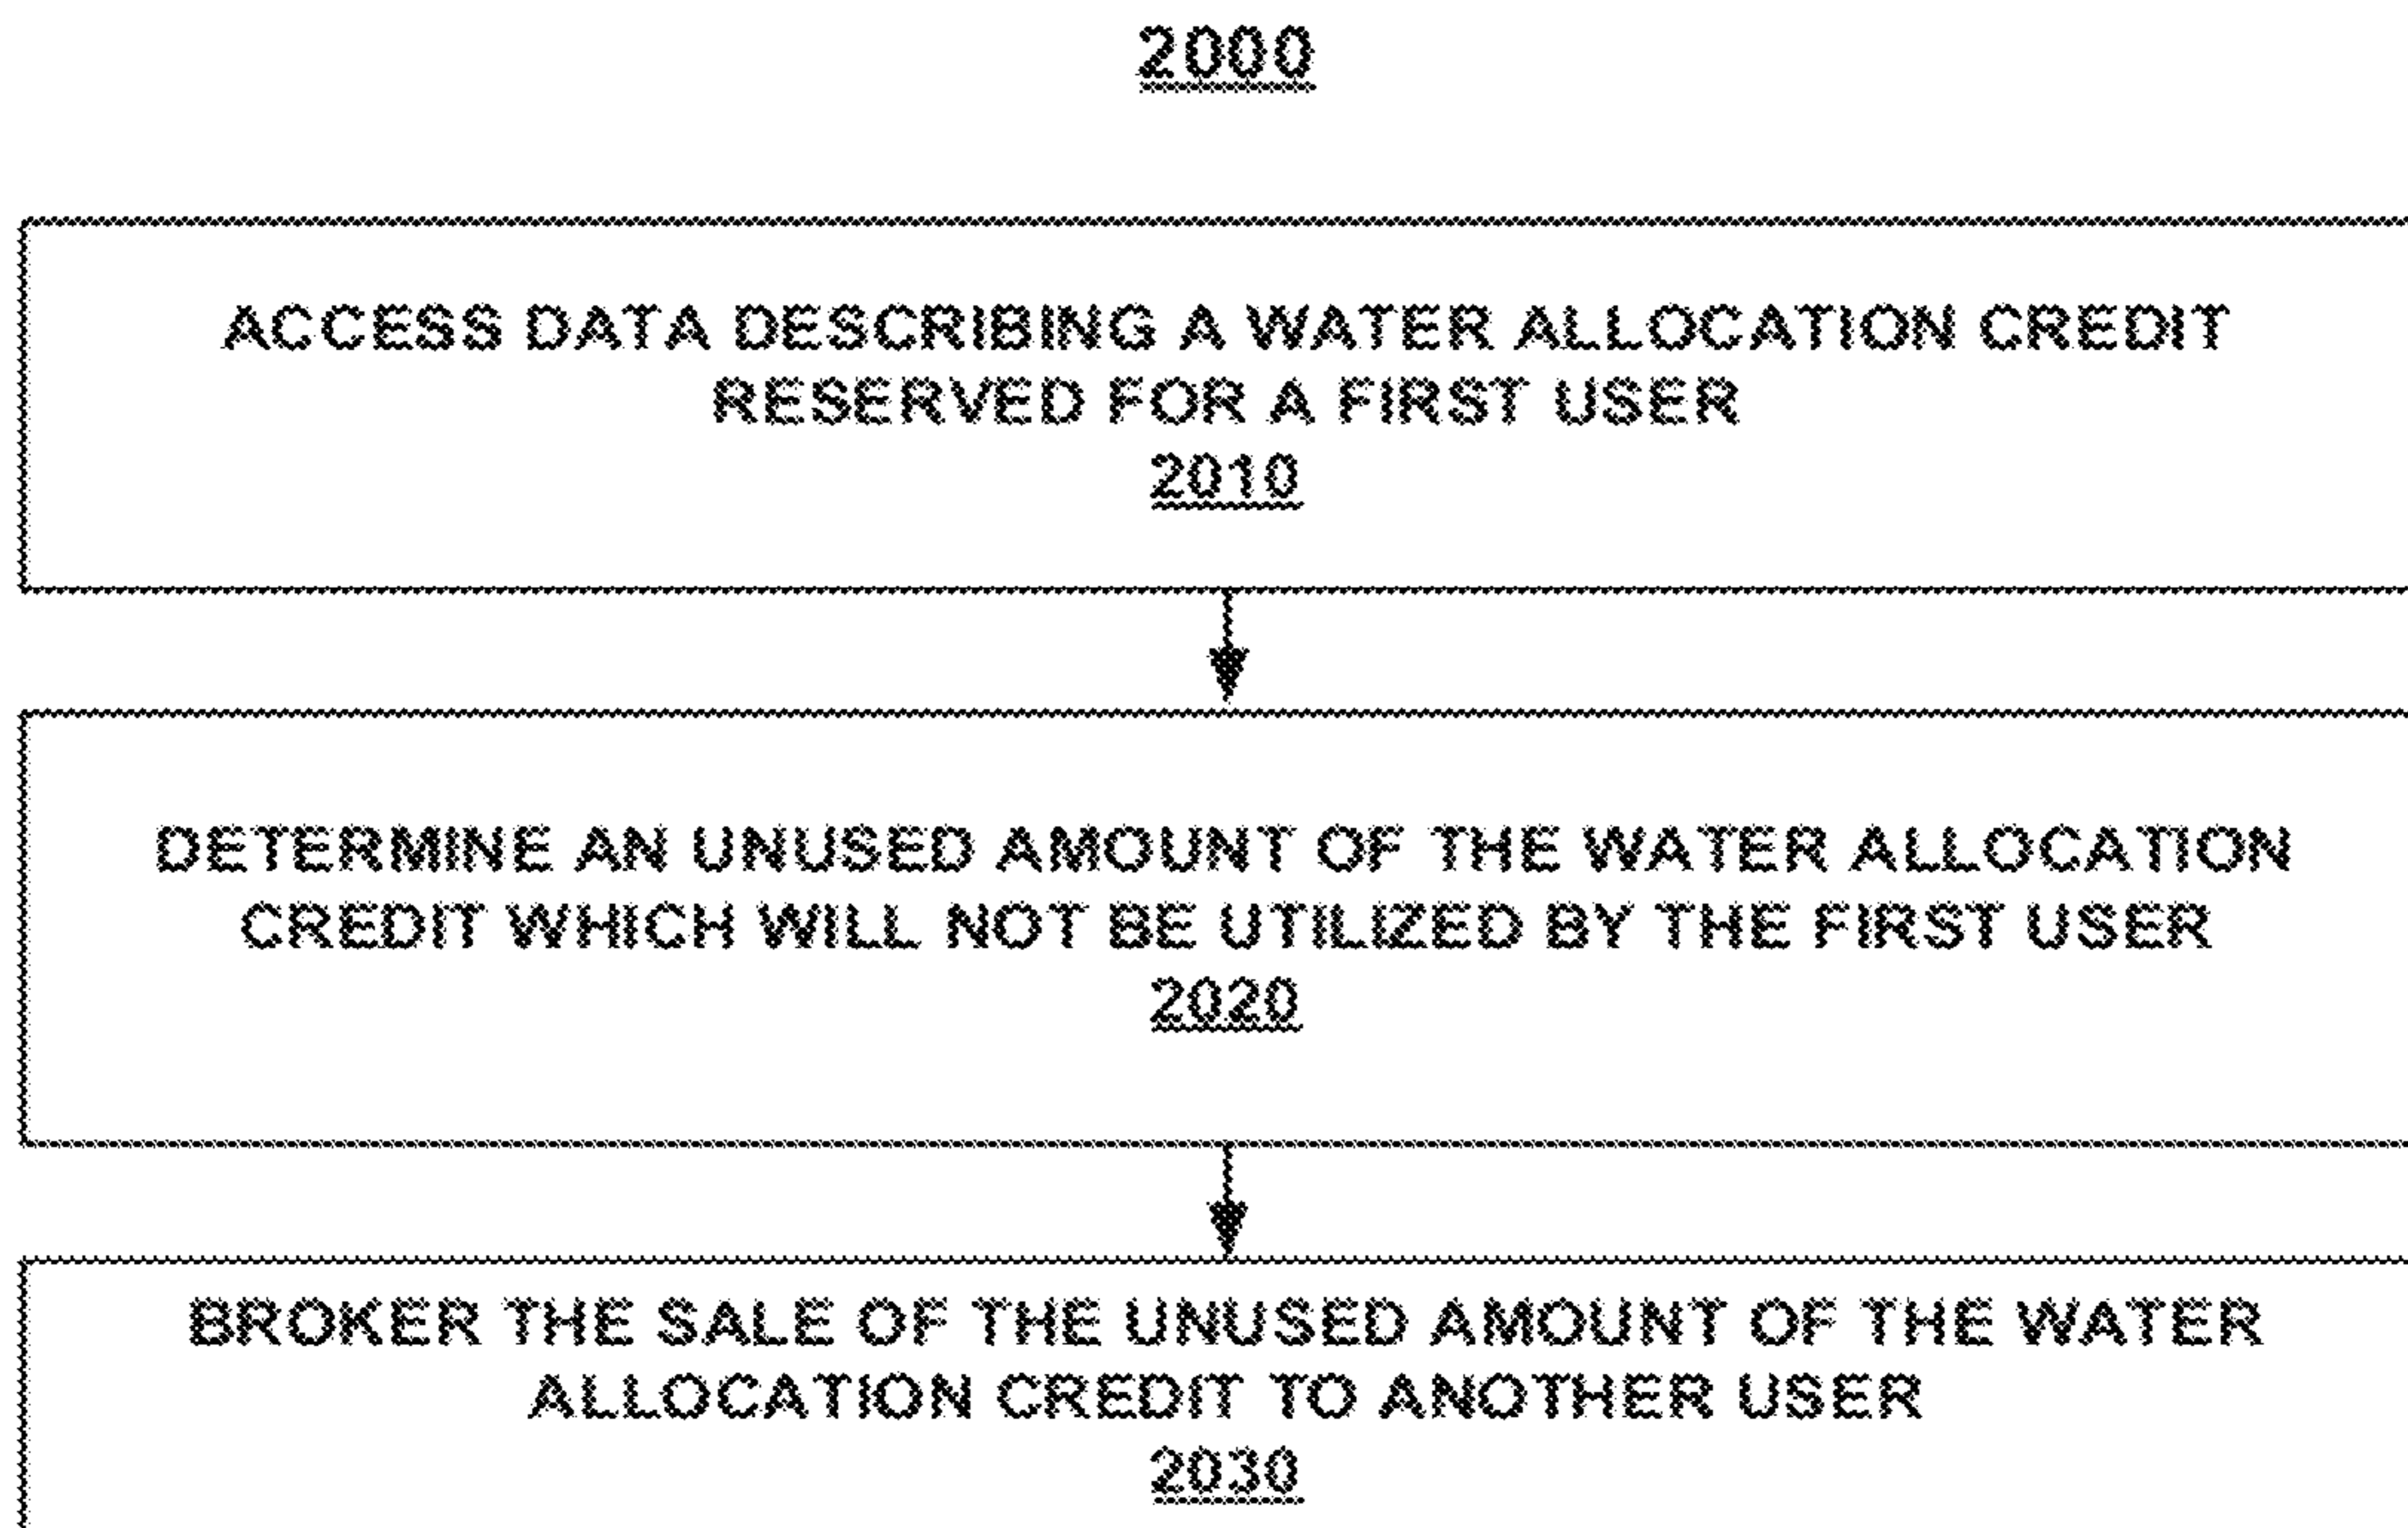 2000
ACCESS DATA DESCRIBING A WATER ALLOCATION CREDIT
RESERVED FOR A FIRST USER
2010
DETERMINE AN UNUSED AMOUNT OF THE WATER ALLOCATION
CREDIT WHICH WILL NOT BE UTILIZED BY THE FIRST USER
2020
BROKER THE SALE OF THE UNUSED AMOUNT OF THE WATER
ALLOCATION CREDIT TO ANOTHER USER
2030